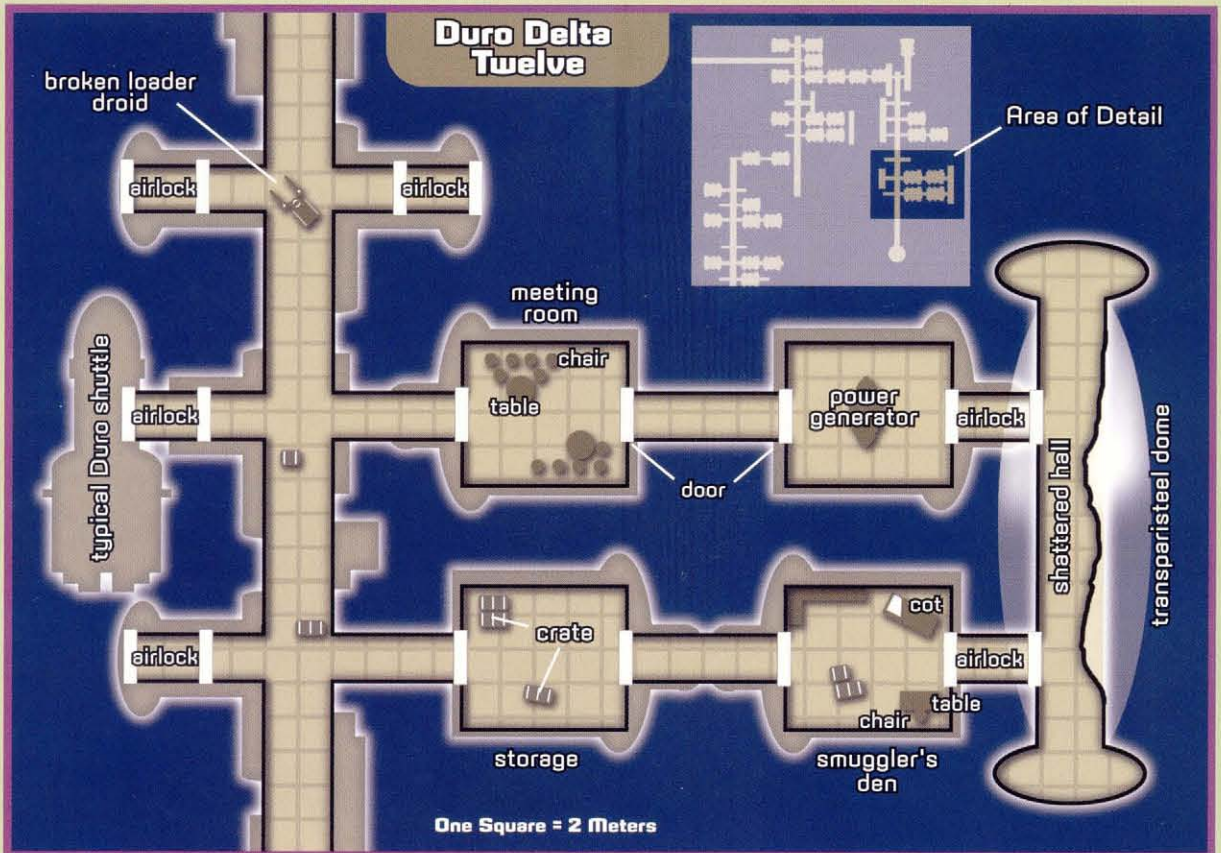 Duro Delta
Twelve
broken loader
droid
Area of Detail
airlock
airlock
meeting
room
chair
table
typical Duro shuttle
airlock
power
generator
airlock
door
shattered hall
transparisteel dome
crate
cot
airlock
airlock
table
chair
storage
smuggler's
den
One Square = 2 Meters